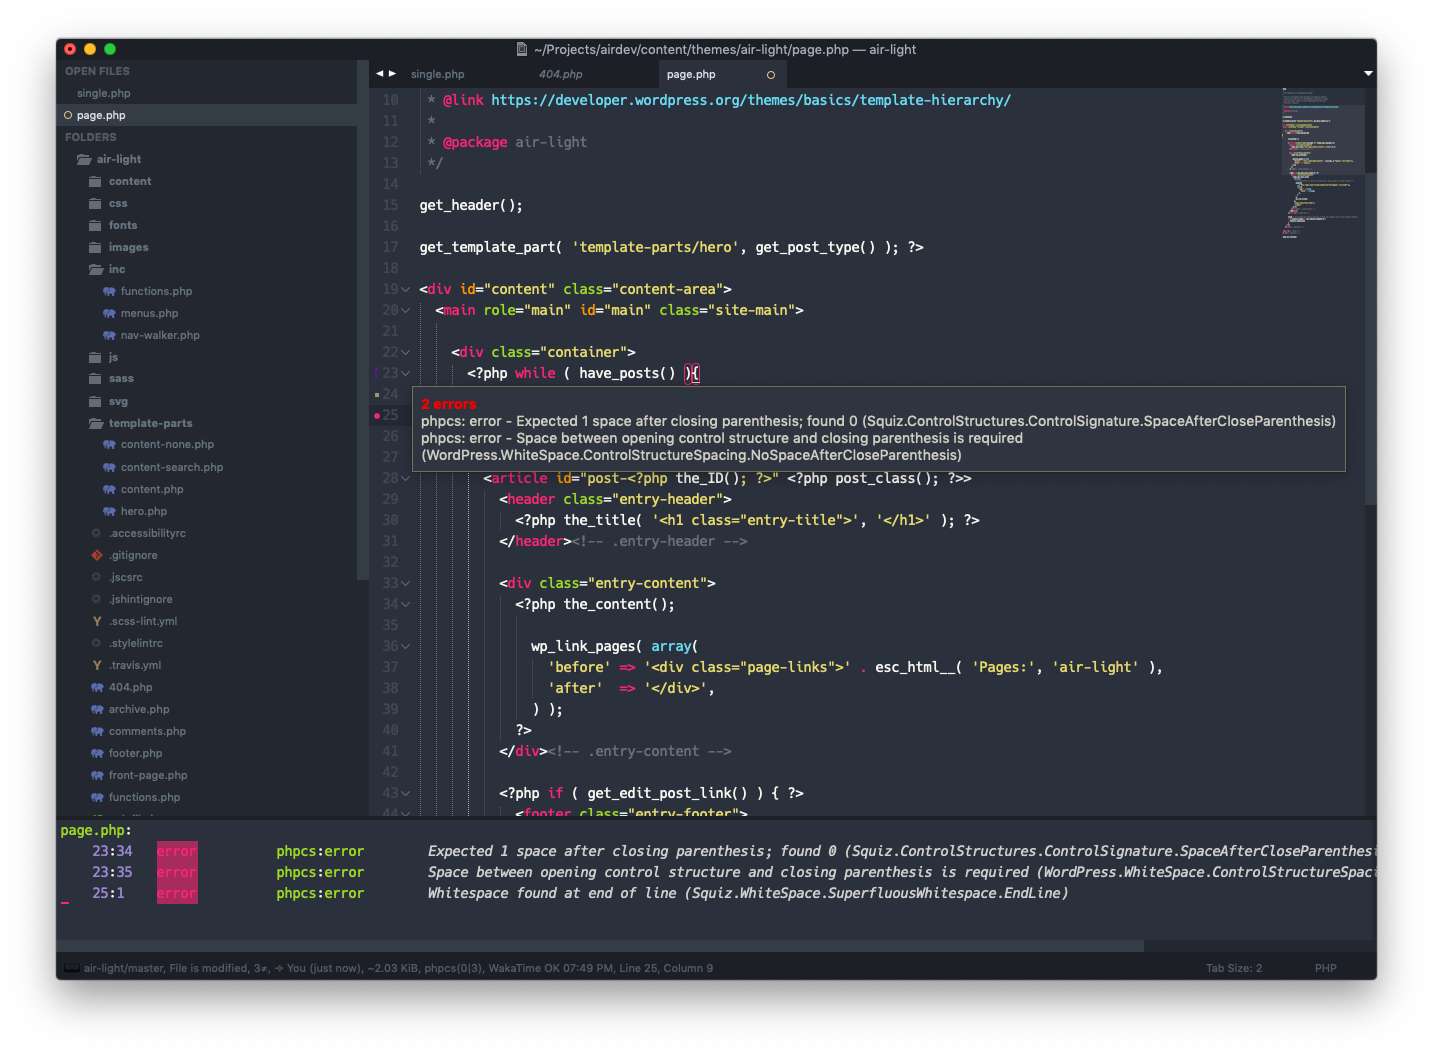 ~/Projects/airdev/content/themes/air-light/page.php — air-light
OPEN FILES
single.php
page.php
FOLDERS
air-light
content
css
fonts
images
inc
functions.php
menus.php
nav-walker.php
js
sass
svg
template-parts
content-none.php
content-search.php
content.php
hero.php
.accessibilityrc
.gitignore
.jscsrc
.jshintignore
.scss-lint.yml
.stylelintrc
.travis.yml
404.php
archive.php
comments.php
footer.php
front-page.php
functions.php
single.php 404.php page.php
10 * @link https://developer.wordpress.org/themes/basics/template-hierarchy/
11 *
12 * @package air-light
13 */
14
15 get_header();
16
17 get_template_part( 'template-parts/hero', get_post_type() ); ?>
18
19 <div id="content" class="content-area">
20 <main role="main" id="main" class="site-main">
21
22 <div class="container">
23 <?php while ( have_posts() ){
24
25
26
27
2 errors
phpcs: error - Expected 1 space after closing parenthesis; found 0 (Squiz.ControlStructures.ControlSignature.SpaceAfterCloseParenthesis)
phpcs: error - Space between opening control structure and closing parenthesis is required
(WordPress.WhiteSpace.ControlStructureSpacing.NoSpaceAfterCloseParenthesis)
28 <article id="post-<?php the_ID(); ?>" <?php post_class(); ?>>
29 <header class="entry-header">
30 <?php the_title( '<h1 class="entry-title">', '</h1>' ); ?>
31 </header><!-- .entry-header -->
32
33 <div class="entry-content">
34 <?php the_content();
35
36 wp_link_pages( array(
37 'before' => '<div class="page-links">' . esc_html__( 'Pages:', 'air-light' ),
38 'after'  => '</div>',
39 ) );
40 ?>
41 </div><!-- .entry-content -->
42
43 <?php if ( get_edit_post_link() ) { ?>
44 <footer class="entry-footer">
page.php:
23:34 error phpcs:error Expected 1 space after closing parenthesis; found 0 (Squiz.ControlStructures.ControlSignature.SpaceAfterCloseParenthesi
23:35 error phpcs:error Space between opening control structure and closing parenthesis is required (WordPress.WhiteSpace.ControlStructureSpac
25:1 error phpcs:error Whitespace found at end of line (Squiz.WhiteSpace.SuperfluousWhitespace.EndLine)
air-light/master, File is modified, 3≠, ⟣ You (just now), ~2.03 KiB, phpcs(0|3), WakaTime OK 07:49 PM, Line 25, Column 9 Tab Size: 2 PHP